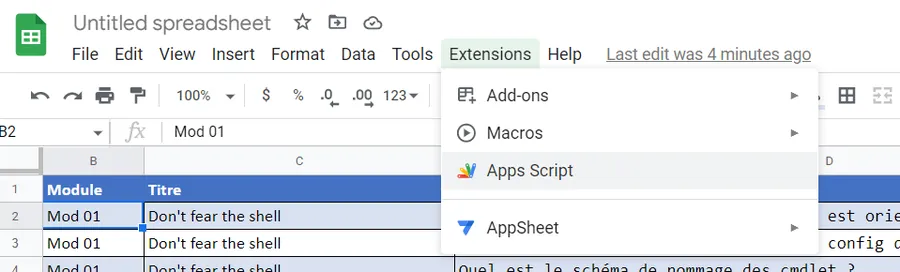 Untitled spreadsheet
File Edit View Insert Format Data Tools Extensions Help Last edit was 4 minutes ago
100% $ % .0 .00 123
B2 fx Mod 01
Add-ons
Macros
Apps Script
AppSheet
B C D
1 Module Titre
2 Mod 01 Don't fear the shell est orie
3 Mod 01 Don't fear the shell config d
4 Mod 01 Don't fear the shell Quel est le schéma de nommage des cmdlet ?